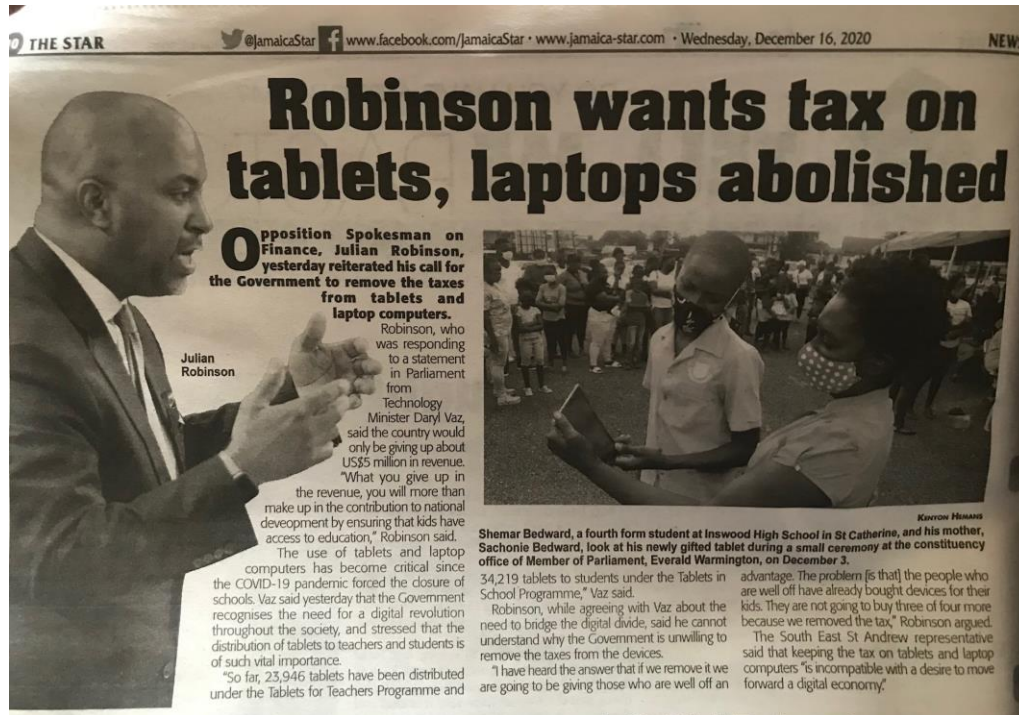 THE STAR
@JamaicaStar www.facebook.com/JamaicaStar • www.jamaica-star.com • Wednesday, December 16, 2020
NEW
Robinson wants tax on
tablets, laptops abolished
Opposition Spokesman on
Finance, Julian Robinson,
yesterday reiterated his call for
the Government to remove the taxes
from tablets and
laptop computers.
Robinson, who
was responding
to a statement
in Parliament
from
Technology
Minister Daryl Vaz,
said the country would
only be giving up about
US$5 million in revenue.
"What you give up in
the revenue, you will more than
make up in the contribution to national
deveopment by ensuring that kids have
access to education," Robinson said.
The use of tablets and laptop
computers has become critical since
the COVID-19 pandemic forced the closure of
schools. Vaz said yesterday that the Government
recognises the need for a digital revolution
throughout the society, and stressed that the
distribution of tablets to teachers and students is
of such vital importance.
"So far, 23,946 tablets have been distributed
under the Tablets for Teachers Programme and
Julian
Robinson
KENYON HEMANS
Shemar Bedward, a fourth form student at Inswood High School in St Catherine, and his mother,
Sachonie Bedward, look at his newly gifted tablet during a small ceremony at the constituency
office of Member of Parliament, Everald Warmington, on December 3.
34,219 tablets to students under the Tablets in
School Programme," Vaz said.
Robinson, while agreeing with Vaz about the
need to bridge the digital divide, said he cannot
understand why the Government is unwilling to
remove the taxes from the devices.
"I have heard the answer that if we remove it we
are going to be giving those who are well off an
advantage. The problem [is that] the people who
are well off have already bought devices for their
kids. They are not going to buy three of four more
because we removed the tax," Robinson argued.
The South East St Andrew representative
said that keeping the tax on tablets and laptop
computers "is incompatible with a desire to move
forward a digital economy."